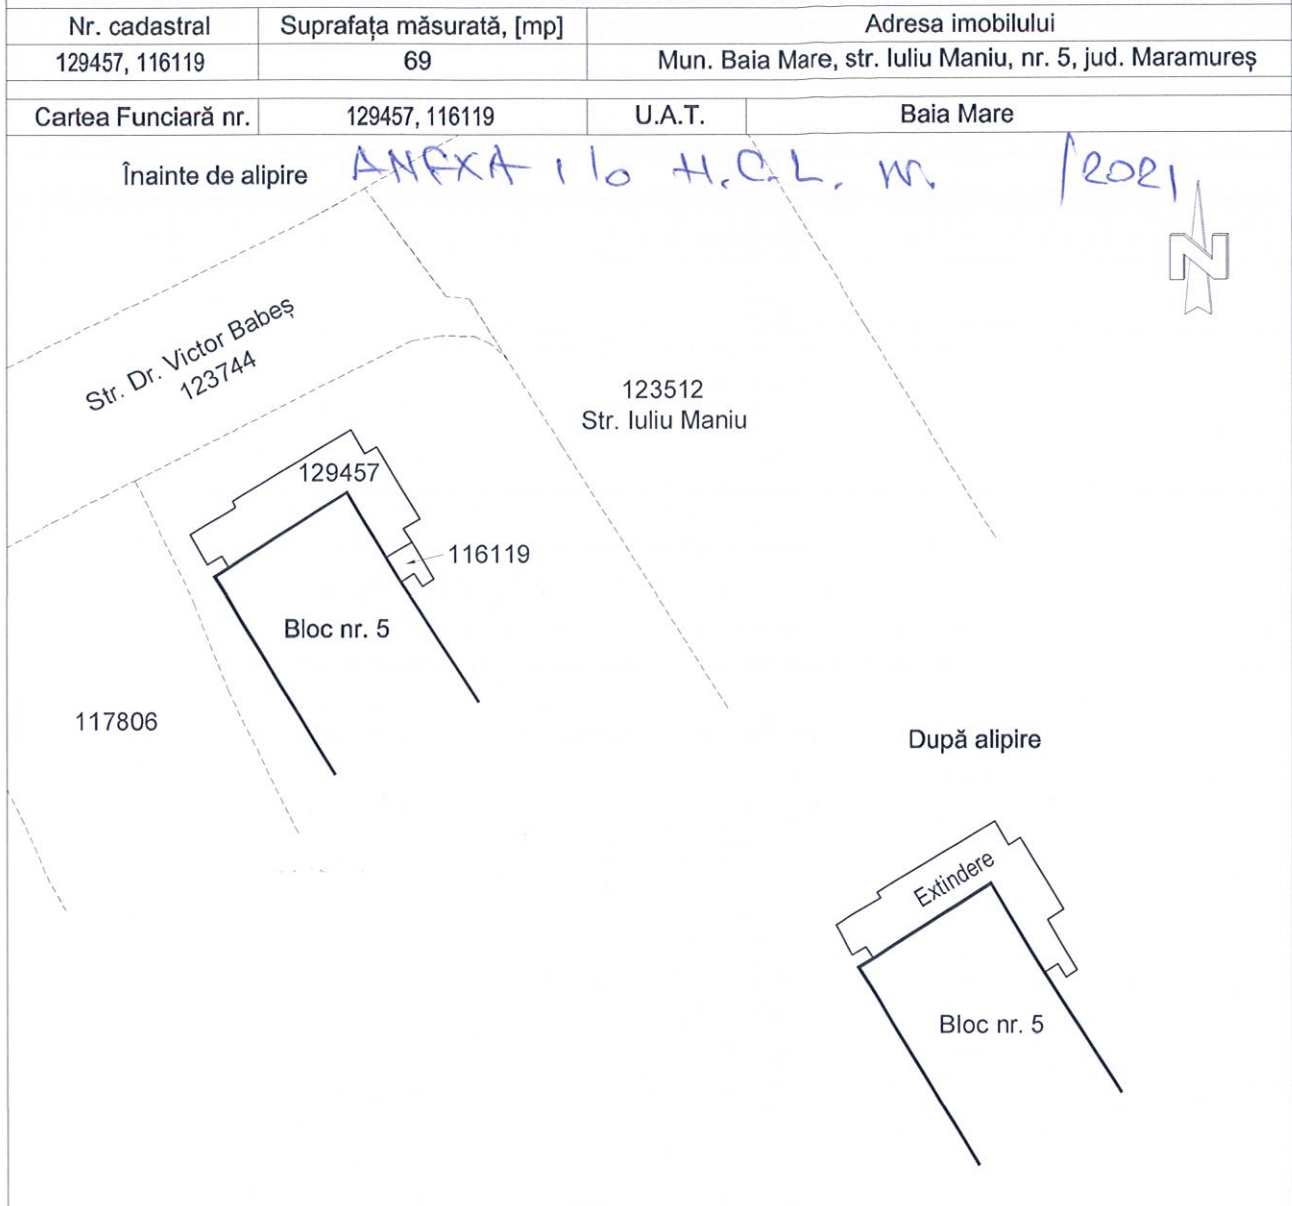 Nr. cadastral Suprafața măsurată, [mp] Adresa imobilului
129457, 116119 69 Mun. Baia Mare, str. Iuliu Maniu, nr. 5, jud. Maramureș
Cartea Funciară nr. 129457, 116119 U.A.T. Baia Mare
Înainte de alipire ANEXA 1 la H.C.L. nr. /2021
N
Str. Dr. Victor Babeș
123744
123512
Str. Iuliu Maniu
129457
116119
Bloc nr. 5
117806
După alipire
Extindere
Bloc nr. 5